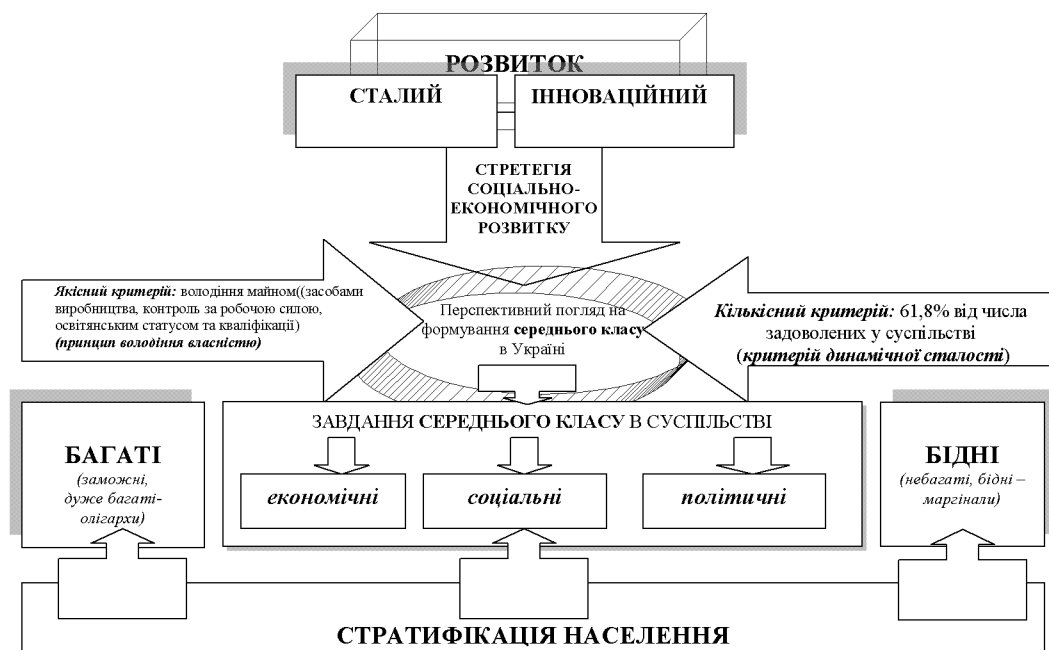 РОЗВИТОК
СТАЛИЙ
ІННОВАЦІЙНИЙ
СТРЕТЕГІЯ
СОЦІАЛЬНО-
ЕКОНОМІЧНОГО
РОЗВИТКУ
Якісний критерій: володіння майном((засобами
виробництва, контроль за робочою силою,
освітянським статусом та кваліфікації)
(принцип володіння власністю)
Перспективний погляд на
формування середнього класу
в Україні
Кількісний критерій: 61,8% від числа
задоволених у суспільстві
(критерій динамічної сталості)
БАГАТІ
(заможні,
дуже багаті-
олігархи)
ЗАВДАННЯ СЕРЕДНЬОГО КЛАСУ В СУСПІЛЬСТВІ
економічні
соціальні
політичні
БІДНІ
(небагаті, бідні –
маргінали)
СТРАТИФІКАЦІЯ НАСЕЛЕННЯ